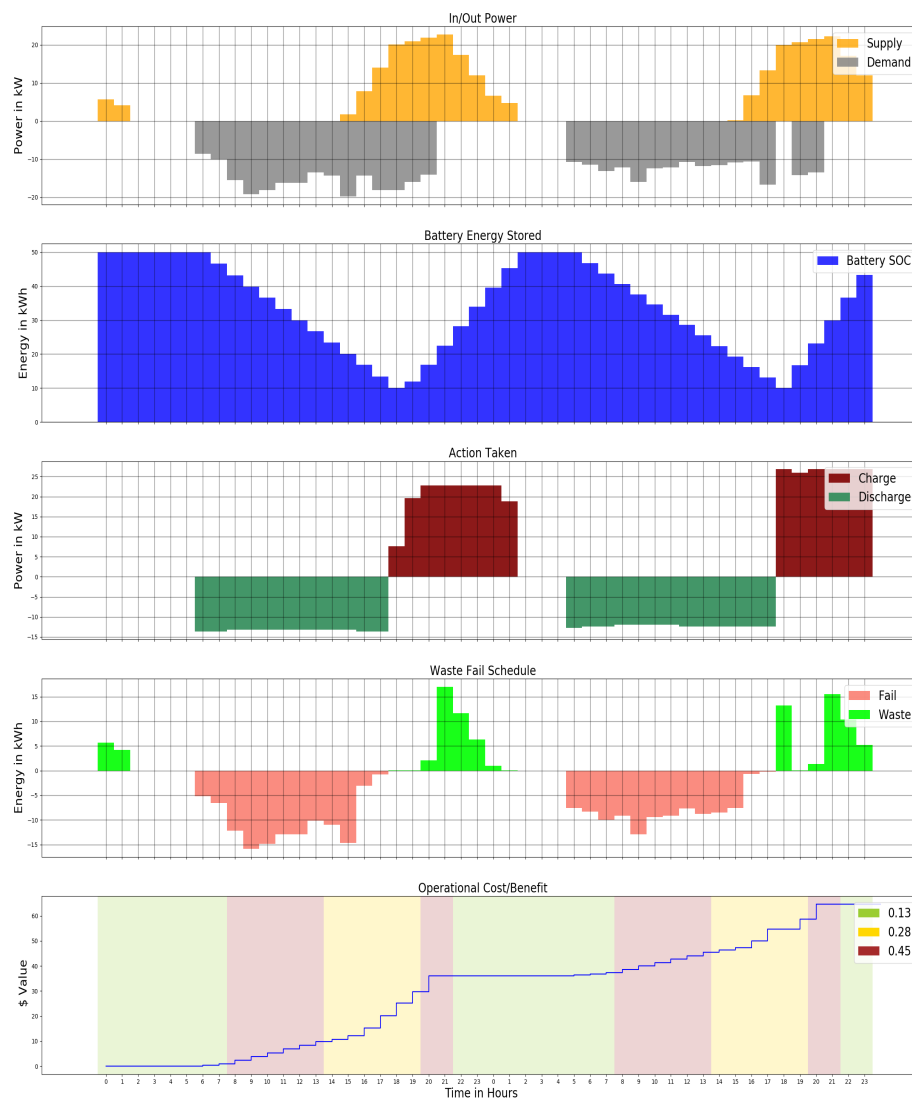 In/Out Power
Power in kW
20
10
0
−10
−20
Supply
Demand
Battery Energy Stored
Energy in kWh
50
40
30
20
10
0
Battery SOC
Action Taken
Power in kW
25
20
15
10
5
0
−5
−10
−15
Charge
Discharge
Waste Fail Schedule
Energy in kWh
15
10
5
0
−5
−10
−15
Fail
Waste
Operational Cost/Benefit
$ Value
60
50
40
30
20
10
0
0.13
0.28
0.45
0 1 2 3 4 5 6 7 8 9 10 11 12 13 14 15 16 17 18 19 20 21 22 23 0 1 2 3 4 5 6 7 8 9 10 11 12 13 14 15 16 17 18 19 20 21 22 23
Time in Hours